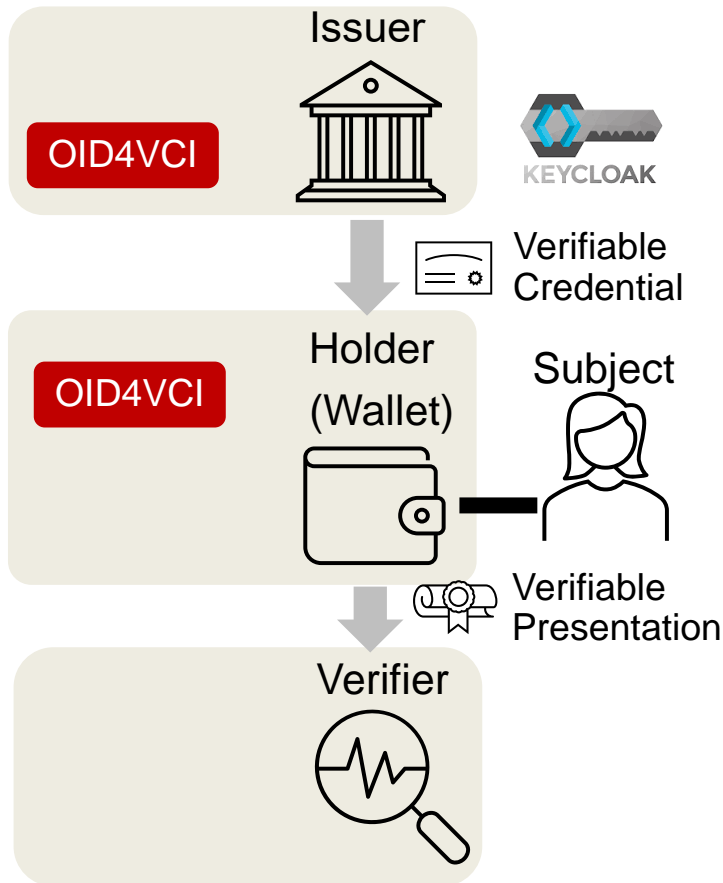 Issuer
OID4VCI
KEYCLOAK
Verifiable
Credential
Holder
(Wallet)
OID4VCI
Subject
Verifiable
Presentation
Verifier